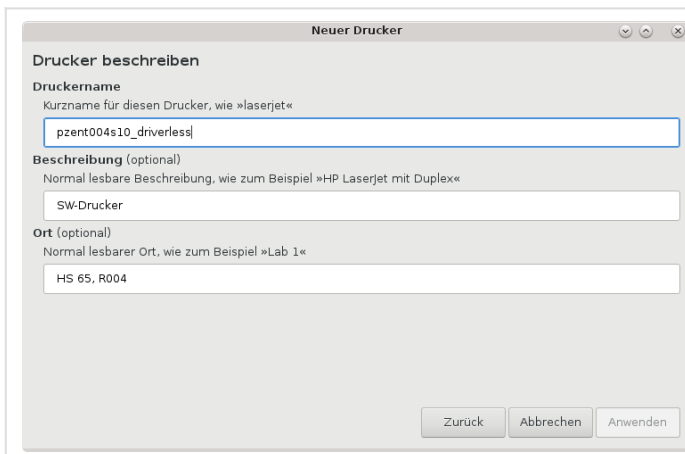 Neuer Drucker
Drucker beschreiben
Druckername
Kurzname für diesen Drucker, wie »laserjet«
pzent004s10_driverless
Beschreibung (optional)
Normal lesbare Beschreibung, wie zum Beispiel »HP LaserJet mit Duplex«
SW-Drucker
Ort (optional)
Normal lesbarer Ort, wie zum Beispiel »Lab 1«
HS 65, R004
Zurück Abbrechen Anwenden